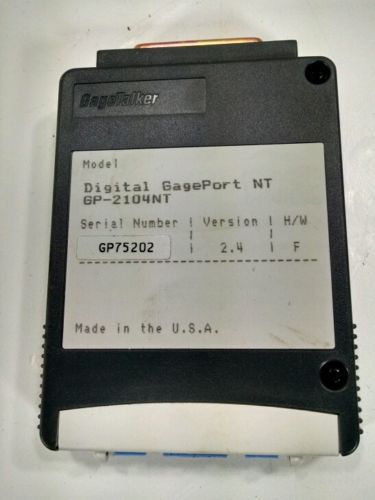 GageTalker
Model
Digital GagePort NT
GP-2104NT
Serial Number | Version | H/W
GP75202 | 2.4 | F
Made in the U.S.A.